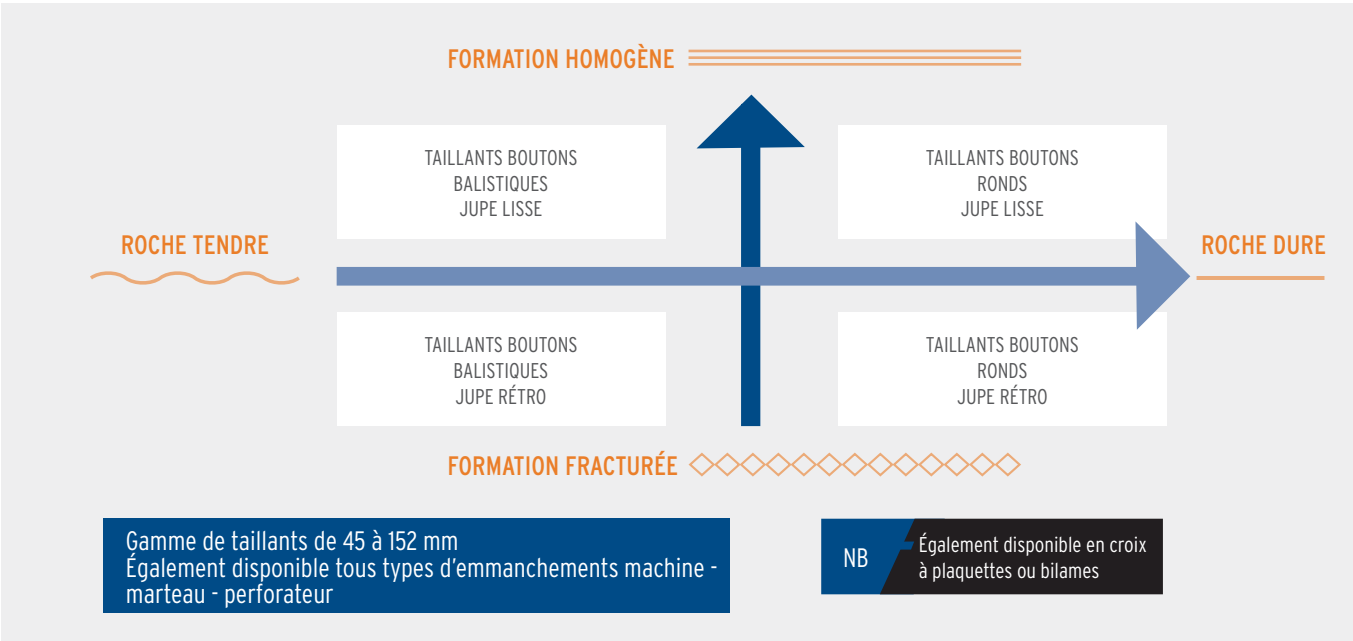 FORMATION HOMOGÈNE
TAILLANTS BOUTONS
BALISTIQUES
JUPE LISSE
TAILLANTS BOUTONS
RONDS
JUPE LISSE
ROCHE TENDRE
ROCHE DURE
TAILLANTS BOUTONS
BALISTIQUES
JUPE RÉTRO
TAILLANTS BOUTONS
RONDS
JUPE RÉTRO
FORMATION FRACTURÉE
Gamme de taillants de 45 à 152 mm
Également disponible tous types d'emmanchements machine -
marteau - perforateur
NB
Également disponible en croix
à plaquettes ou bilames